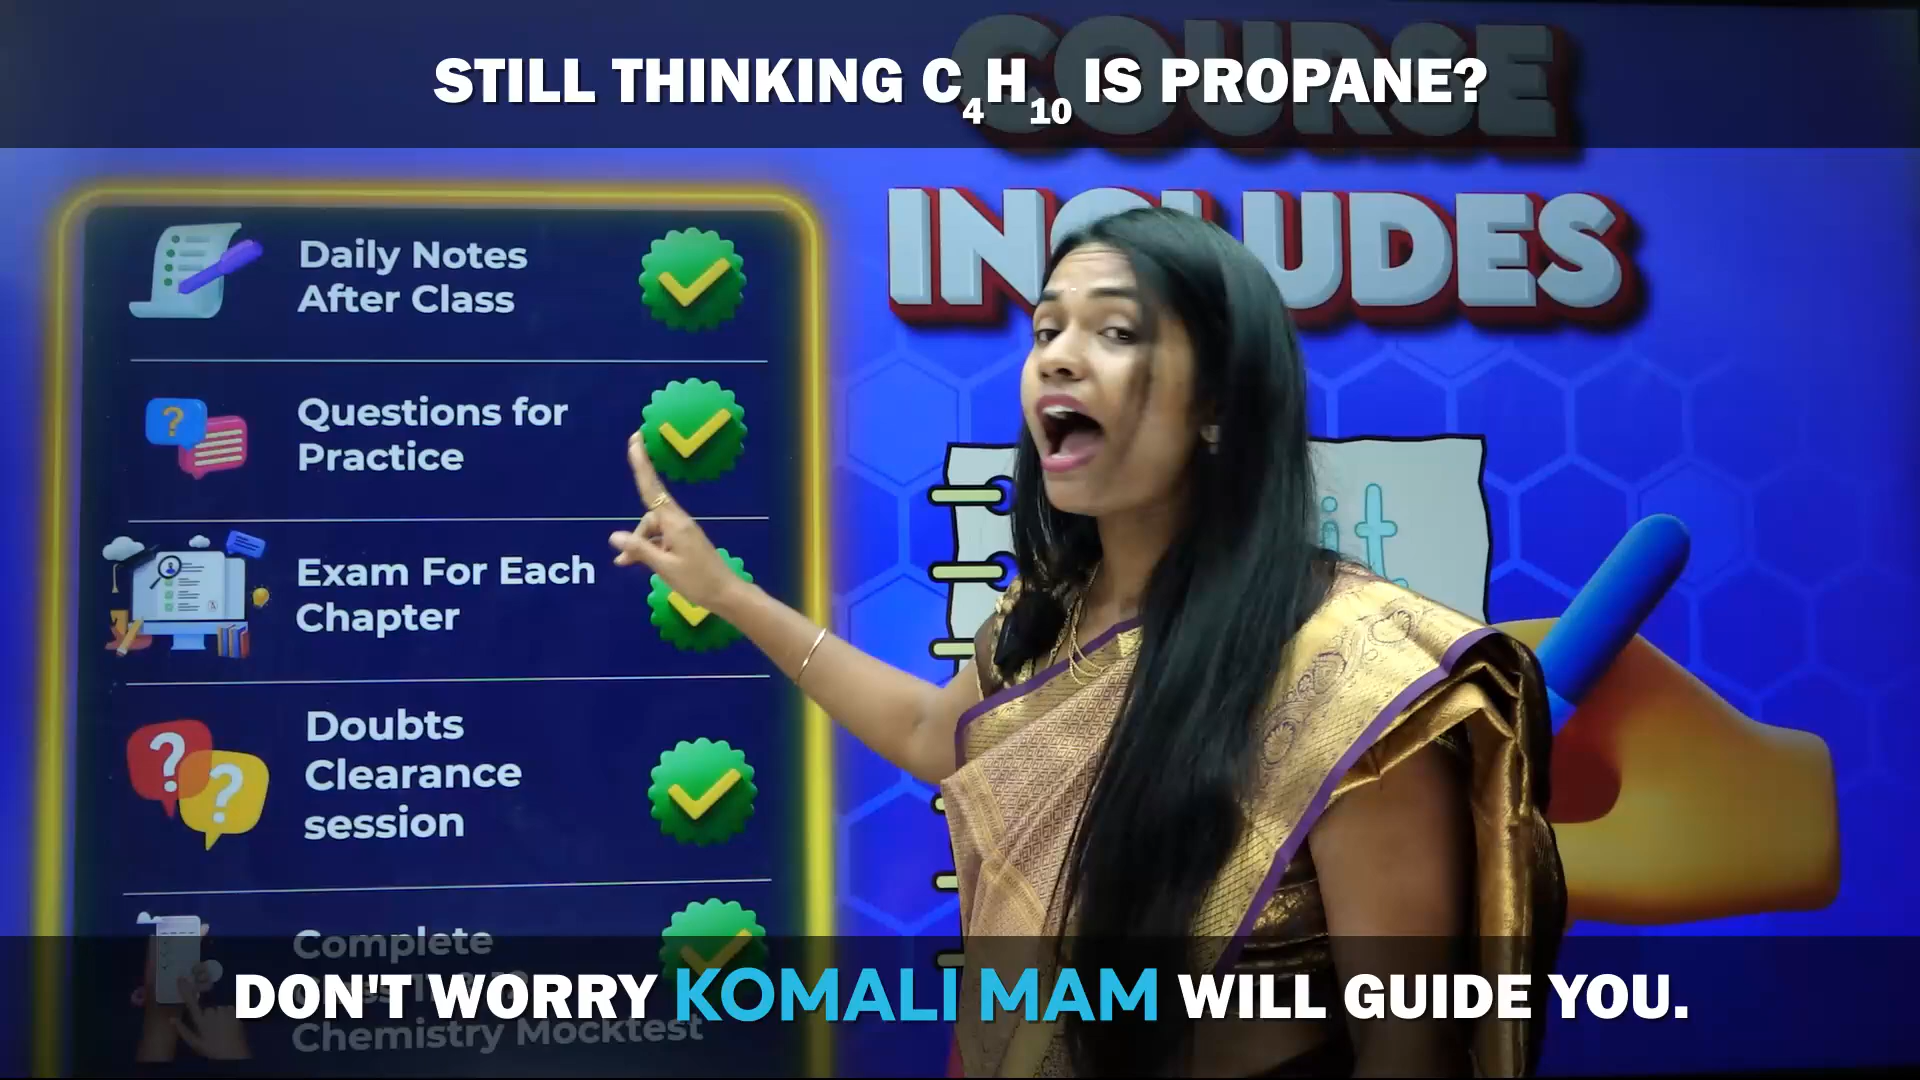 STILL THINKING C₄H₁₀ IS PROPANE?
COURSE
INCLUDES
Daily Notes
After Class
Questions for
Practice
Exam For Each
Chapter
Doubts
Clearance
session
Complete
Chemistry Mocktest
it
DON'T WORRY KOMALI MAM WILL GUIDE YOU.